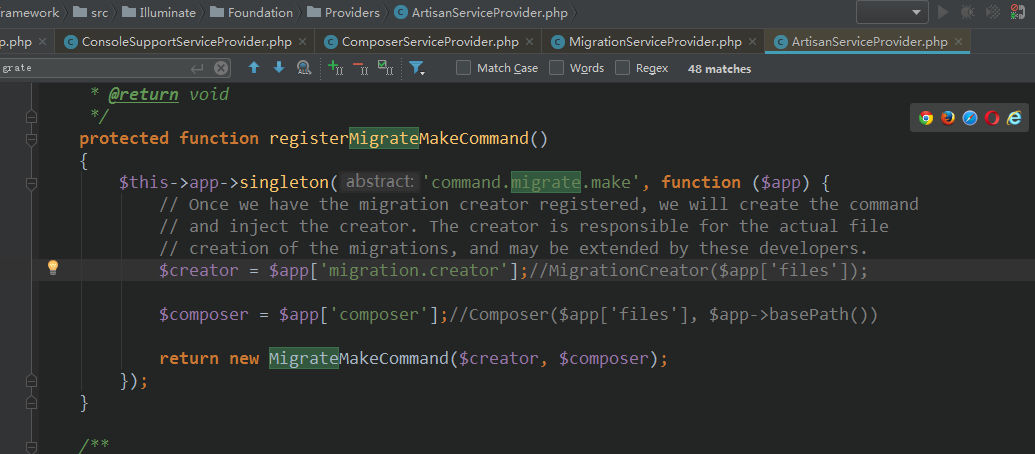 ramework src Illuminate Foundation Providers ArtisanServiceProvider.php
p.php ConsoleSupportServiceProvider.php ComposerServiceProvider.php MigrationServiceProvider.php ArtisanServiceProvider.php
grate Match Case Words Regex 48 matches
* @return void
*/
protected function registerMigrateMakeCommand()
{
$this->app->singleton( abstract: 'command.migrate.make', function ($app) {
// Once we have the migration creator registered, we will create the command
// and inject the creator. The creator is responsible for the actual file
// creation of the migrations, and may be extended by these developers.
$creator = $app['migration.creator'];//MigrationCreator($app['files']);
$composer = $app['composer'];//Composer($app['files'], $app->basePath())
return new MigrateMakeCommand($creator, $composer);
});
}
/**